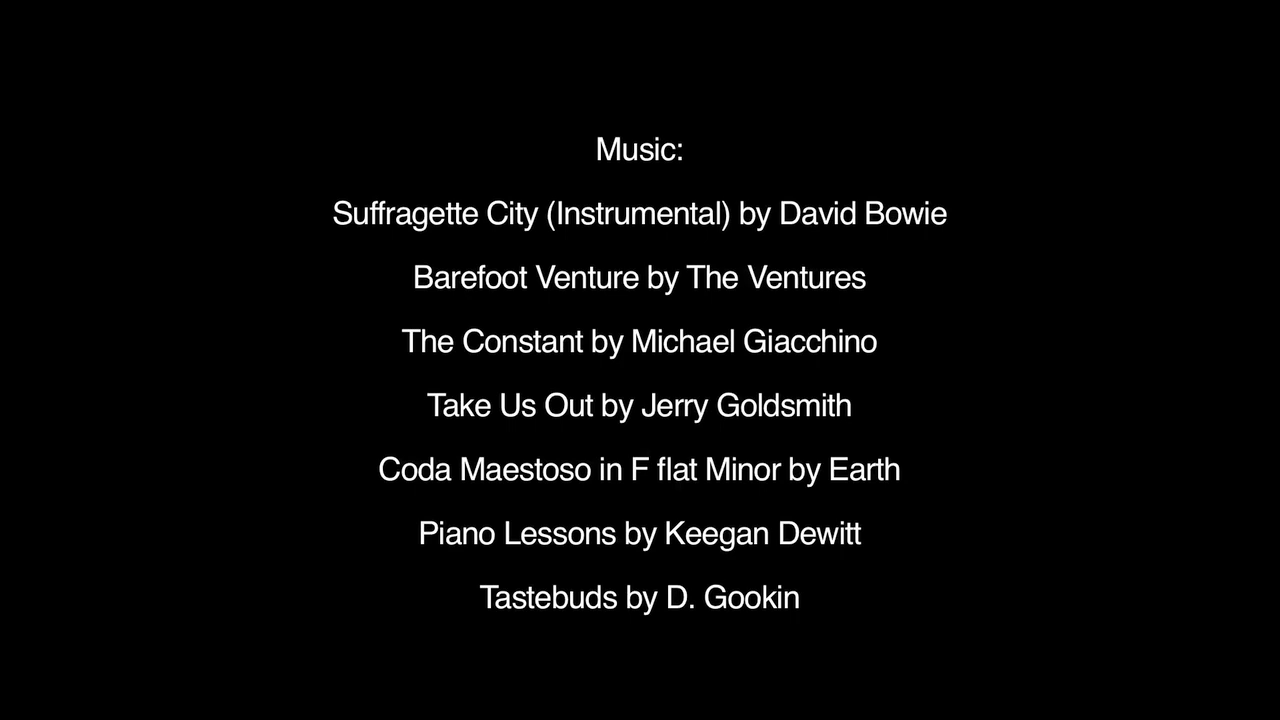 Music:
Suffragette City (Instrumental) by David Bowie
Barefoot Venture by The Ventures
The Constant by Michael Giacchino
Take Us Out by Jerry Goldsmith
Coda Maestoso in F flat Minor by Earth
Piano Lessons by Keegan Dewitt
Tastebuds by D. Gookin